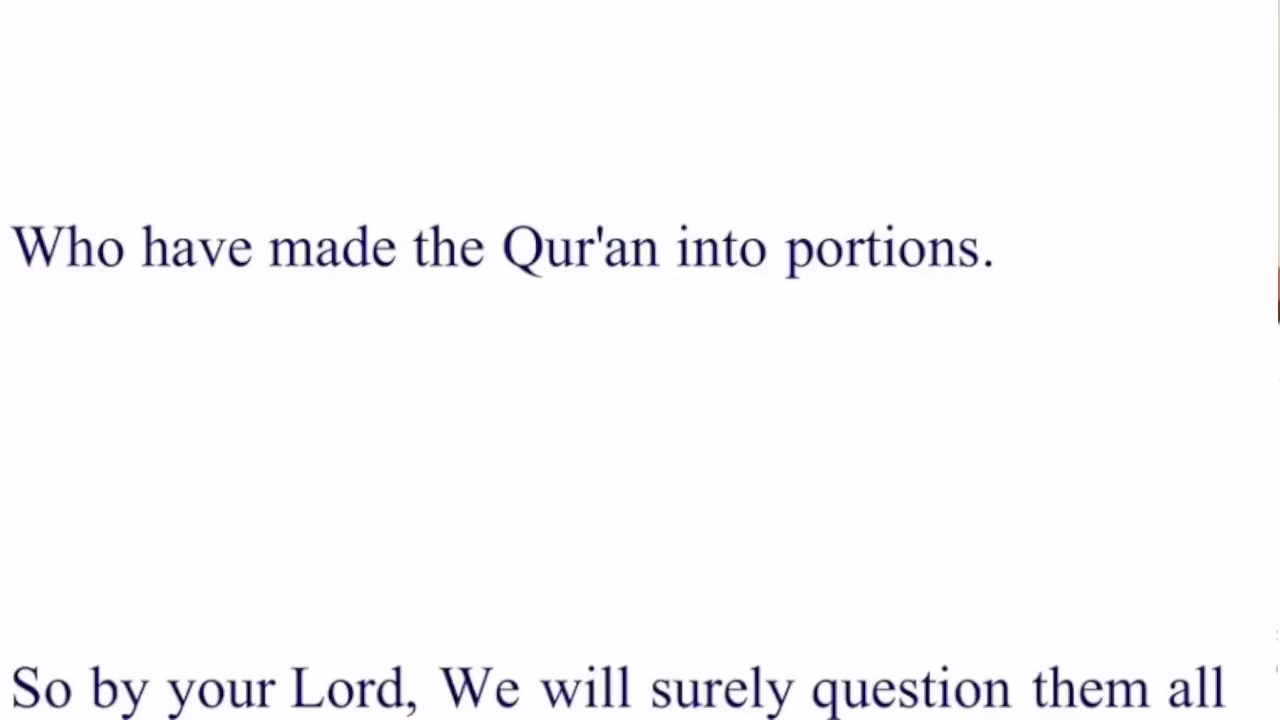 Who have made the Qur'an into portions.
So by your Lord, We will surely question them all